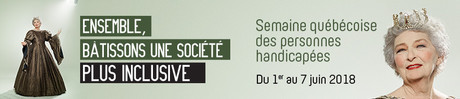 ENSEMBLE,
BÂTISSONS UNE SOCIÉTÉ
PLUS INCLUSIVE
Semaine québécoise
des personnes
handicapées
Du 1er au 7 juin 2018